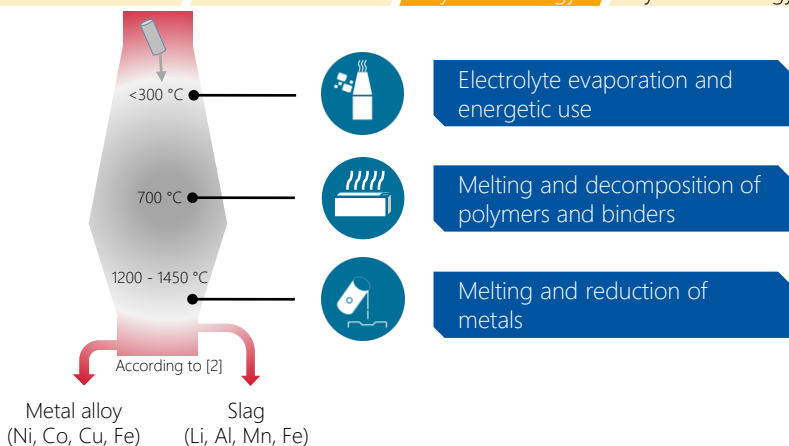 <300 °C
Electrolyte evaporation and
energetic use
700 °C
Melting and decomposition of
polymers and binders
1200 - 1450 °C
Melting and reduction of
metals
According to [2]
Metal alloy
(Ni, Co, Cu, Fe)
Slag
(Li, Al, Mn, Fe)